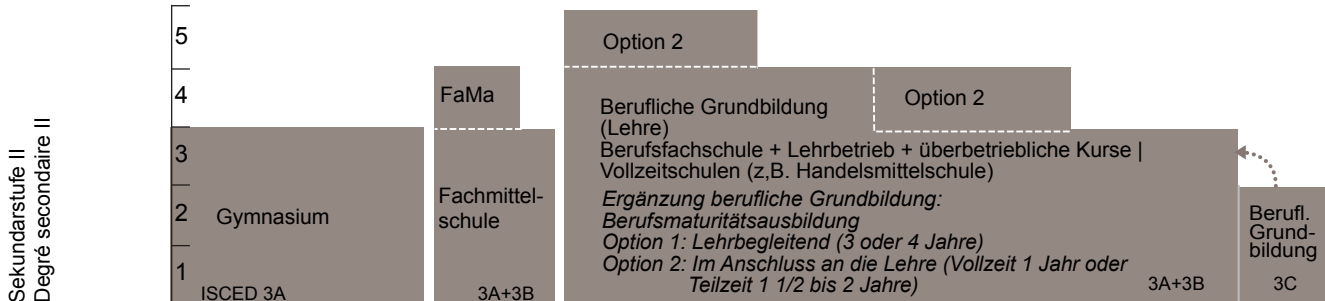 Sekundarstufe II
Degré secondaire II
5
4
3
2
1
Gymnasium
ISCED 3A
FaMa
Fachmittel-
schule
3A+3B
Option 2
Option 2
Berufliche Grundbildung
(Lehre)
Berufsfachschule + Lehrbetrieb + überbetriebliche Kurse |
Vollzeitschulen (z,B. Handelsmittelschule)
Ergänzung berufliche Grundbildung:
Berufsmaturitätsausbildung
Option 1: Lehrbegleitend (3 oder 4 Jahre)
Option 2: Im Anschluss an die Lehre (Vollzeit 1 Jahr oder
Teilzeit 1 1/2 bis 2 Jahre)
3A+3B
Berufl.
Grund-
bildung
3C